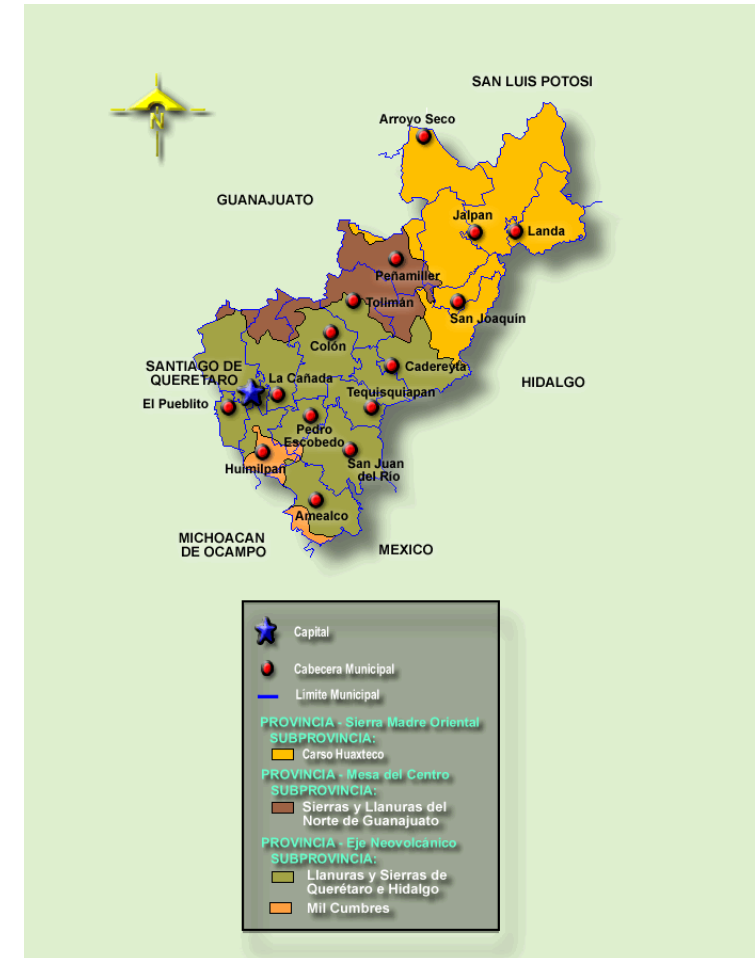 SAN LUIS POTOSI
Arroyo Seco
N
GUANAJUATO
Jalpan
Landa
Peñamiller
Tolimán
San Joaquín
Colón
SANTIAGO DE
QUERETARO
La Cañada
Cadereyta
HIDALGO
El Pueblito
Tequisquiapan
Pedro
Escobedo
Huimilpan
San Juan
del Río
Amealco
MICHOACAN
DE OCAMPO
MEXICO
Capital
Cabecera Municipal
Limite Municipal
PROVINCIA - Sierra Madre Oriental
SUBPROVINCIA:
Carso Huaxteco
PROVINCIA - Mesa del Centro
SUBPROVINCIA:
Sierras y Llanuras del
Norte de Guanajuato
PROVINCIA - Eje Neovolcánico
SUBPROVINCIA:
Llanuras y Sierras de
Querétaro e Hidalgo
Mil Cumbres